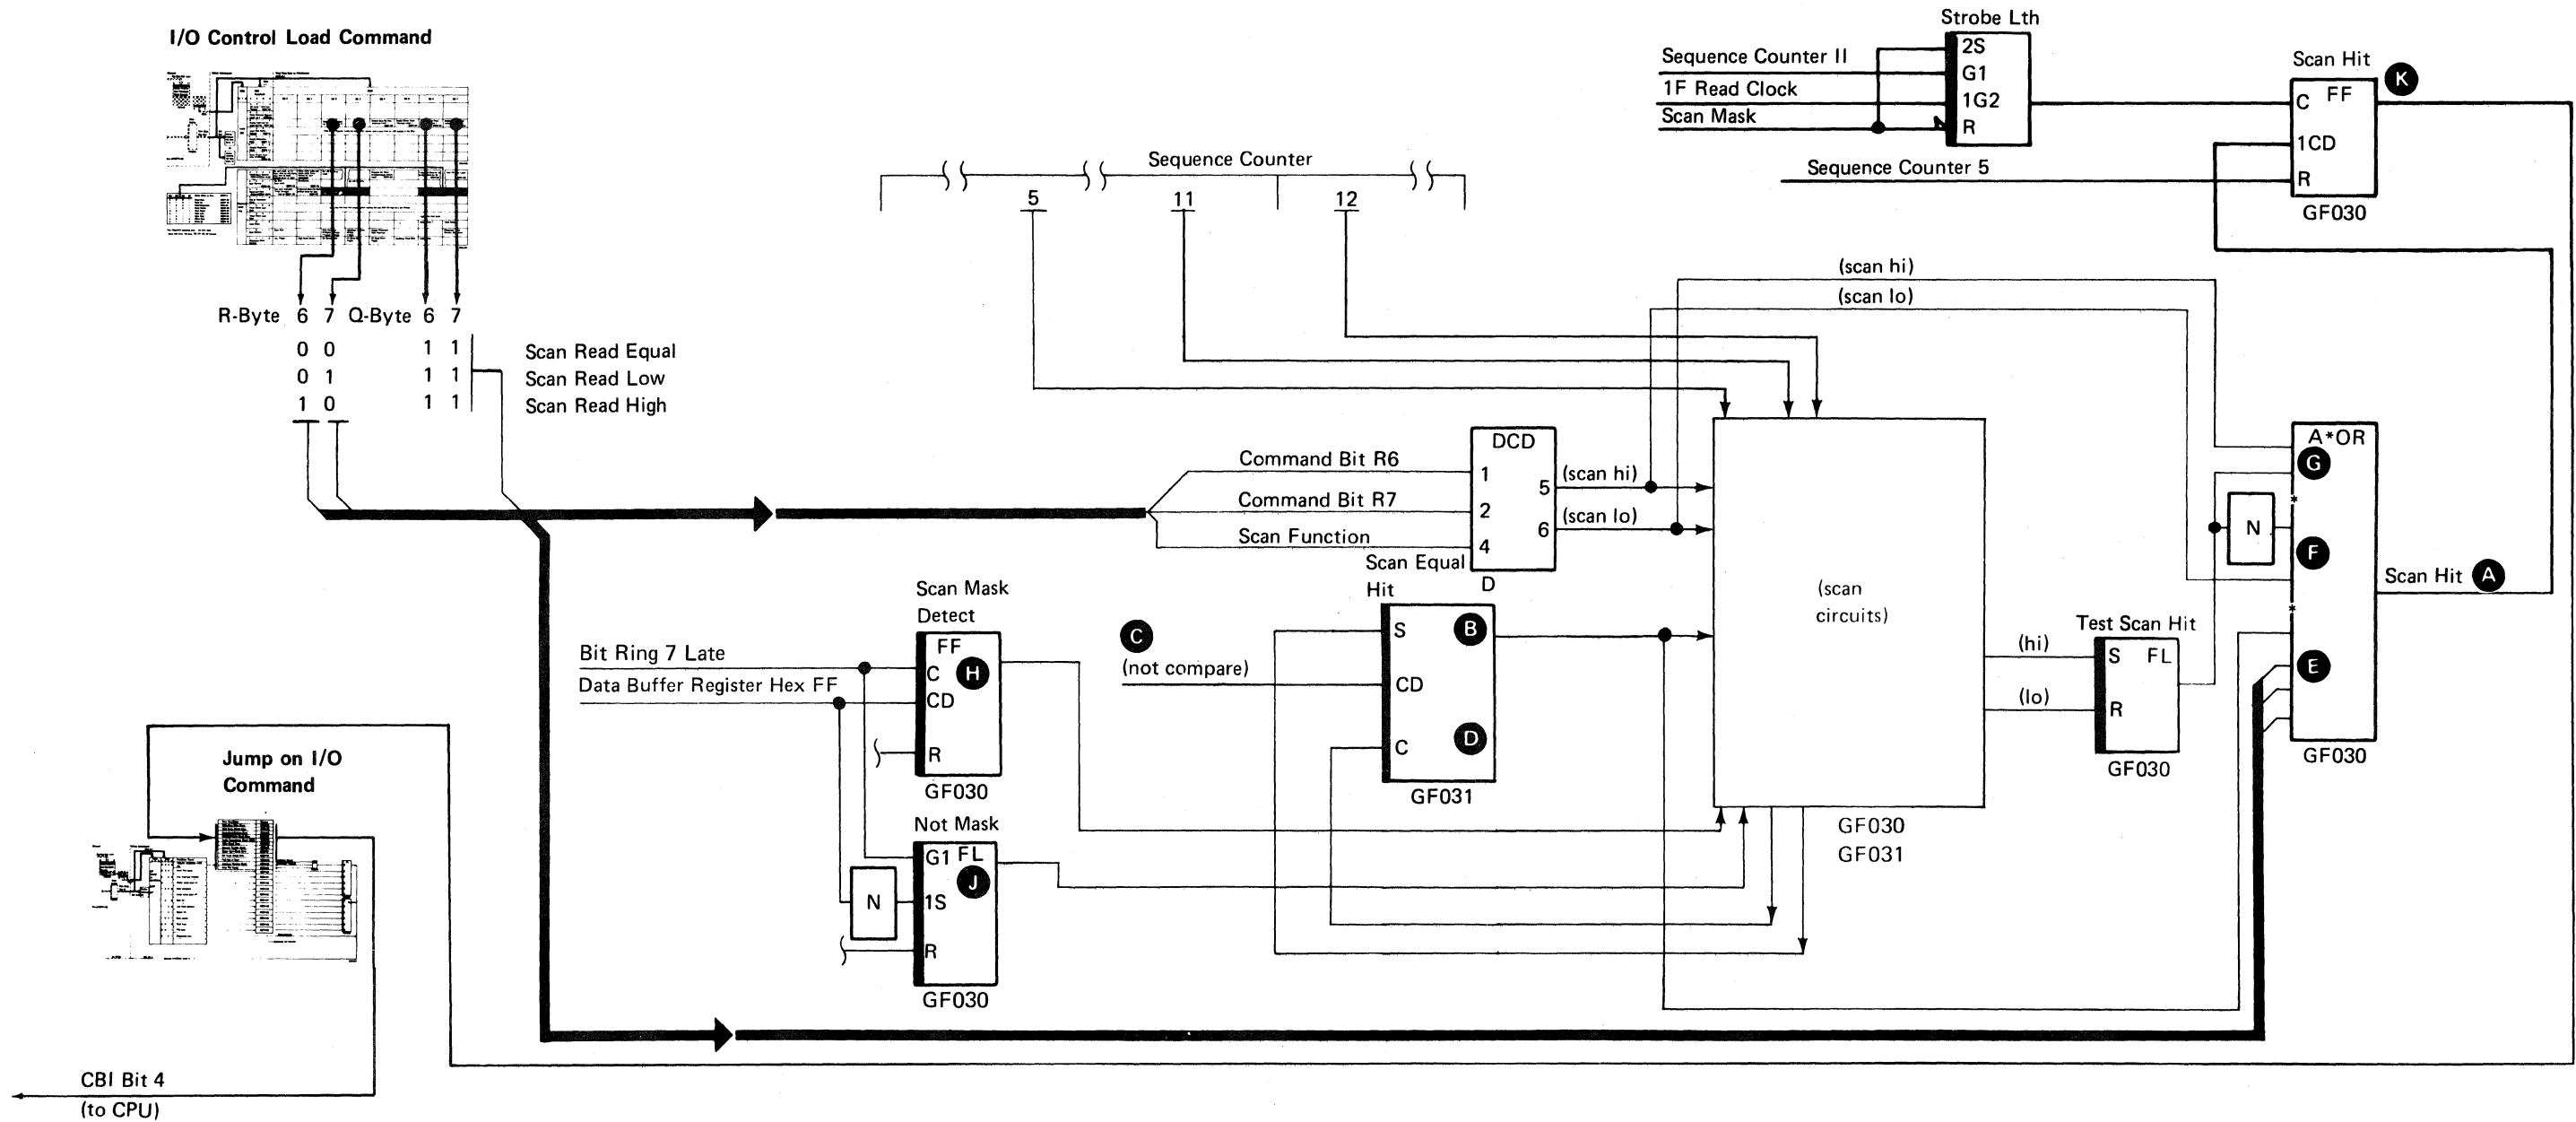 I/O Control Load Command
R-Byte 6 7 Q-Byte 6 7
0 0 1 1 Scan Read Equal
0 1 1 1 Scan Read Low
1 0 1 1 Scan Read High
Sequence Counter
5 11 12
Strobe Lth
Sequence Counter II
1F Read Clock
Scan Mask
2S
G1
1G2
R
Scan Hit
K
C FF
1CD
R
GF030
Sequence Counter 5
(scan hi)
(scan lo)
Command Bit R6
Command Bit R7
Scan Function
DCD
1
2
4
5
6
D
(scan hi)
(scan lo)
Scan Equal
Hit
S B
CD
C D
GF031
C
(not compare)
Scan Mask
Detect
Bit Ring 7 Late
Data Buffer Register Hex FF
FF
C H
CD
R
GF030
Not Mask
N
G1 FL
J
1S
R
GF030
(scan
circuits)
GF030
GF031
(hi)
(lo)
Test Scan Hit
S FL
R
GF030
N
A*OR
G
*
F
*
E
GF030
Scan Hit A
Jump on I/O
Command
CBI Bit 4
(to CPU)